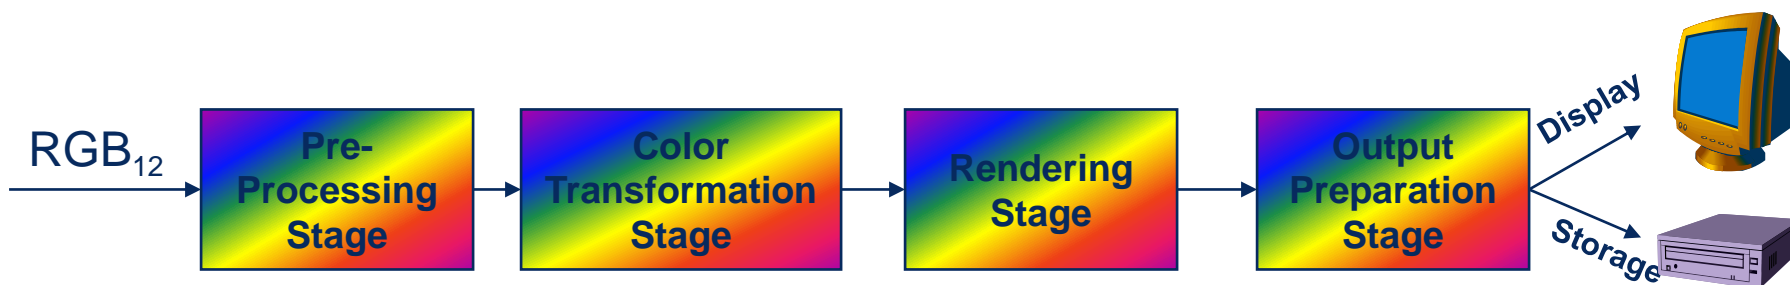 RGB₁₂
Pre-
Processing
Stage
Color
Transformation
Stage
Rendering
Stage
Output
Preparation
Stage
Display
Storage